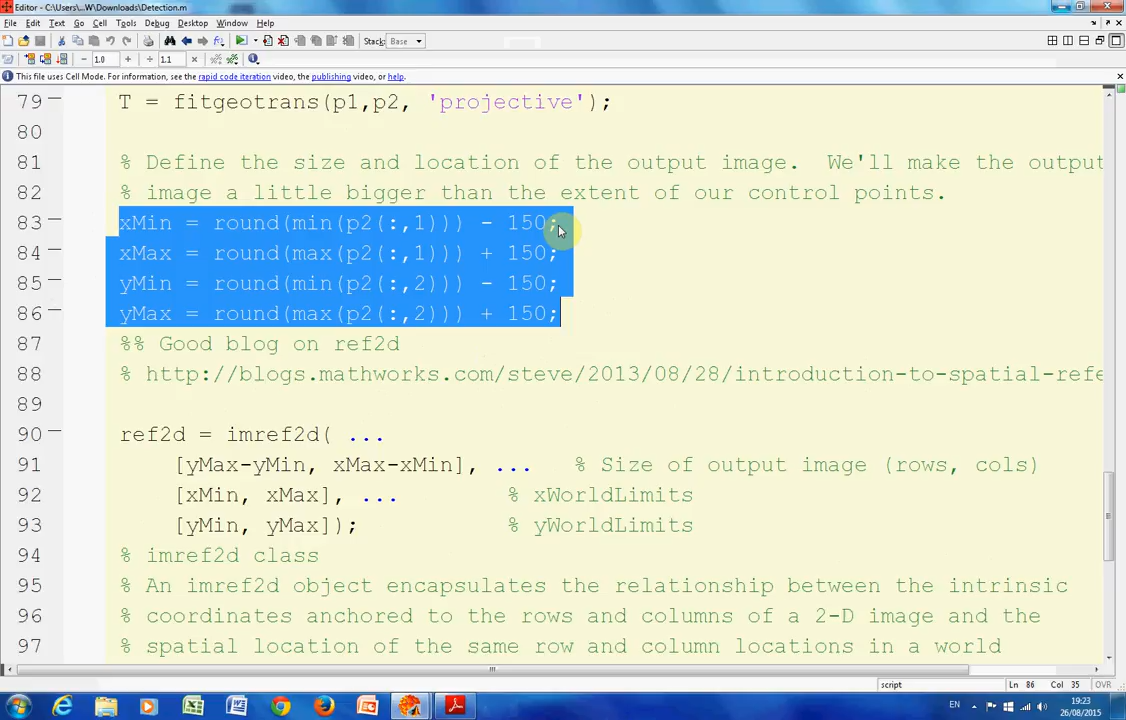 Editor - C:\Users\...W\Downloads\Detection.m
File Edit Text Go Cell Tools Debug Desktop Window Help
Stack: Base
1.0 1.1
This file uses Cell Mode. For information, see the rapid code iteration video, the publishing video, or help.
79 T = fitgeotrans(p1,p2, 'projective');
80
81 % Define the size and location of the output image.  We'll make the output
82 % image a little bigger than the extent of our control points.
83 xMin = round(min(p2(:,1))) - 150;
84 xMax = round(max(p2(:,1))) + 150;
85 yMin = round(min(p2(:,2))) - 150;
86 yMax = round(max(p2(:,2))) + 150;
87 %% Good blog on ref2d
88 % http://blogs.mathworks.com/steve/2013/08/28/introduction-to-spatial-refe
89
90 ref2d = imref2d( ...
91 [yMax-yMin, xMax-xMin], ... % Size of output image (rows, cols)
92 [xMin, xMax], ... % xWorldLimits
93 [yMin, yMax]); % yWorldLimits
94 % imref2d class
95 % An imref2d object encapsulates the relationship between the intrinsic
96 % coordinates anchored to the rows and columns of a 2-D image and the
97 % spatial location of the same row and column locations in a world
script Ln 86 Col 35 OVR
EN 19:23
26/08/2015